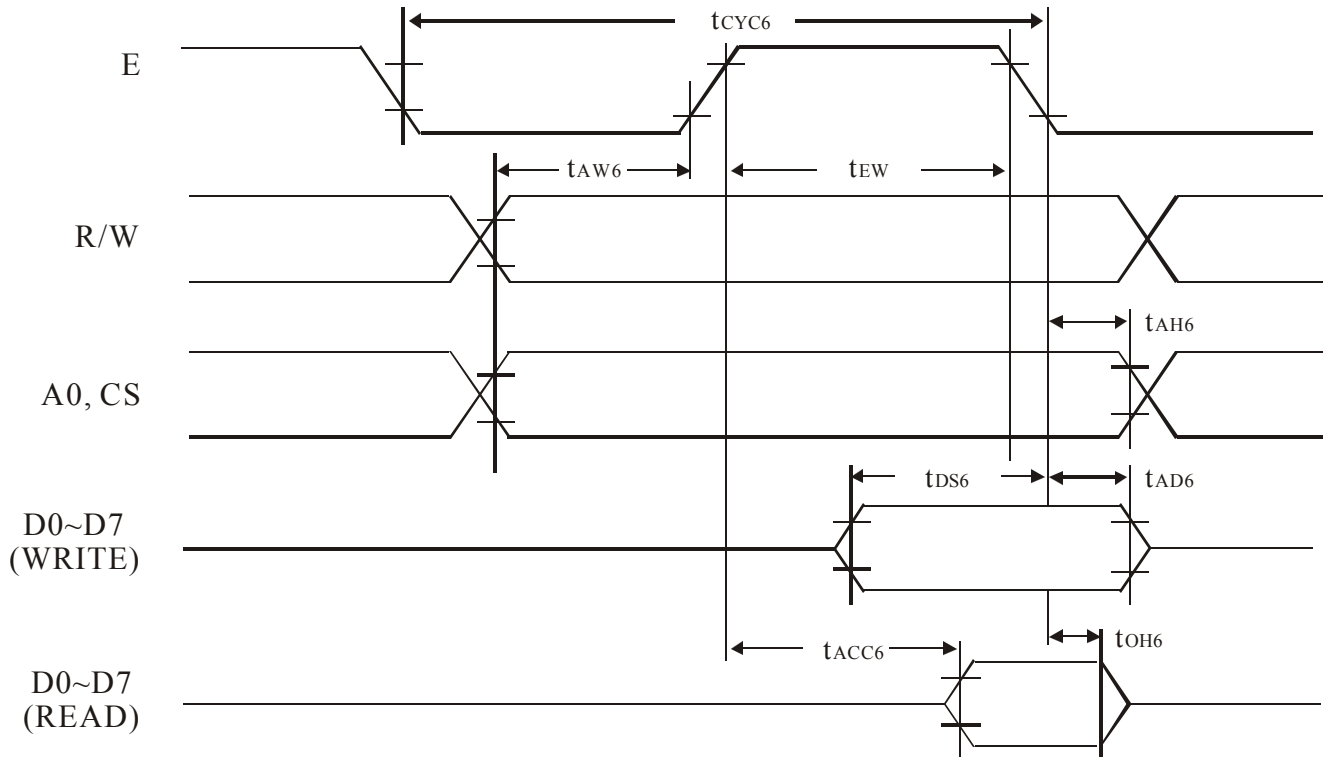 tCYC6
E
tAW6
tEW
R/W
tAH6
A0, CS
tDS6
tAD6
D0~D7
(WRITE)
tACC6
tOH6
D0~D7
(READ)